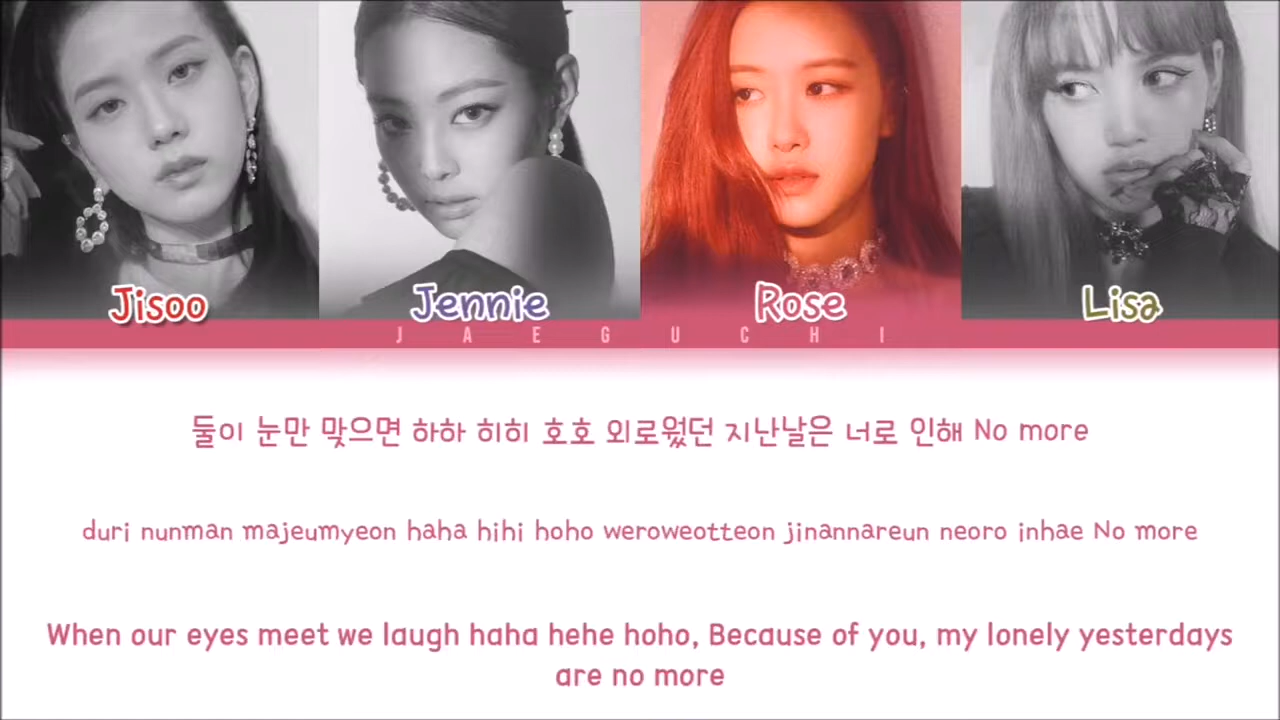 Jisoo
Jennie
Rose
Lisa
JAEGUCHI
둘이 눈만 맞으면 하하 히히 호호 외로웠던 지난날은 너로 인해 No more
duri nunman majeumyeon haha hihi hoho weroweotteon jinannareun neoro inhae No more
When our eyes meet we laugh haha hehe hoho, Because of you, my lonely yesterdays
are no more